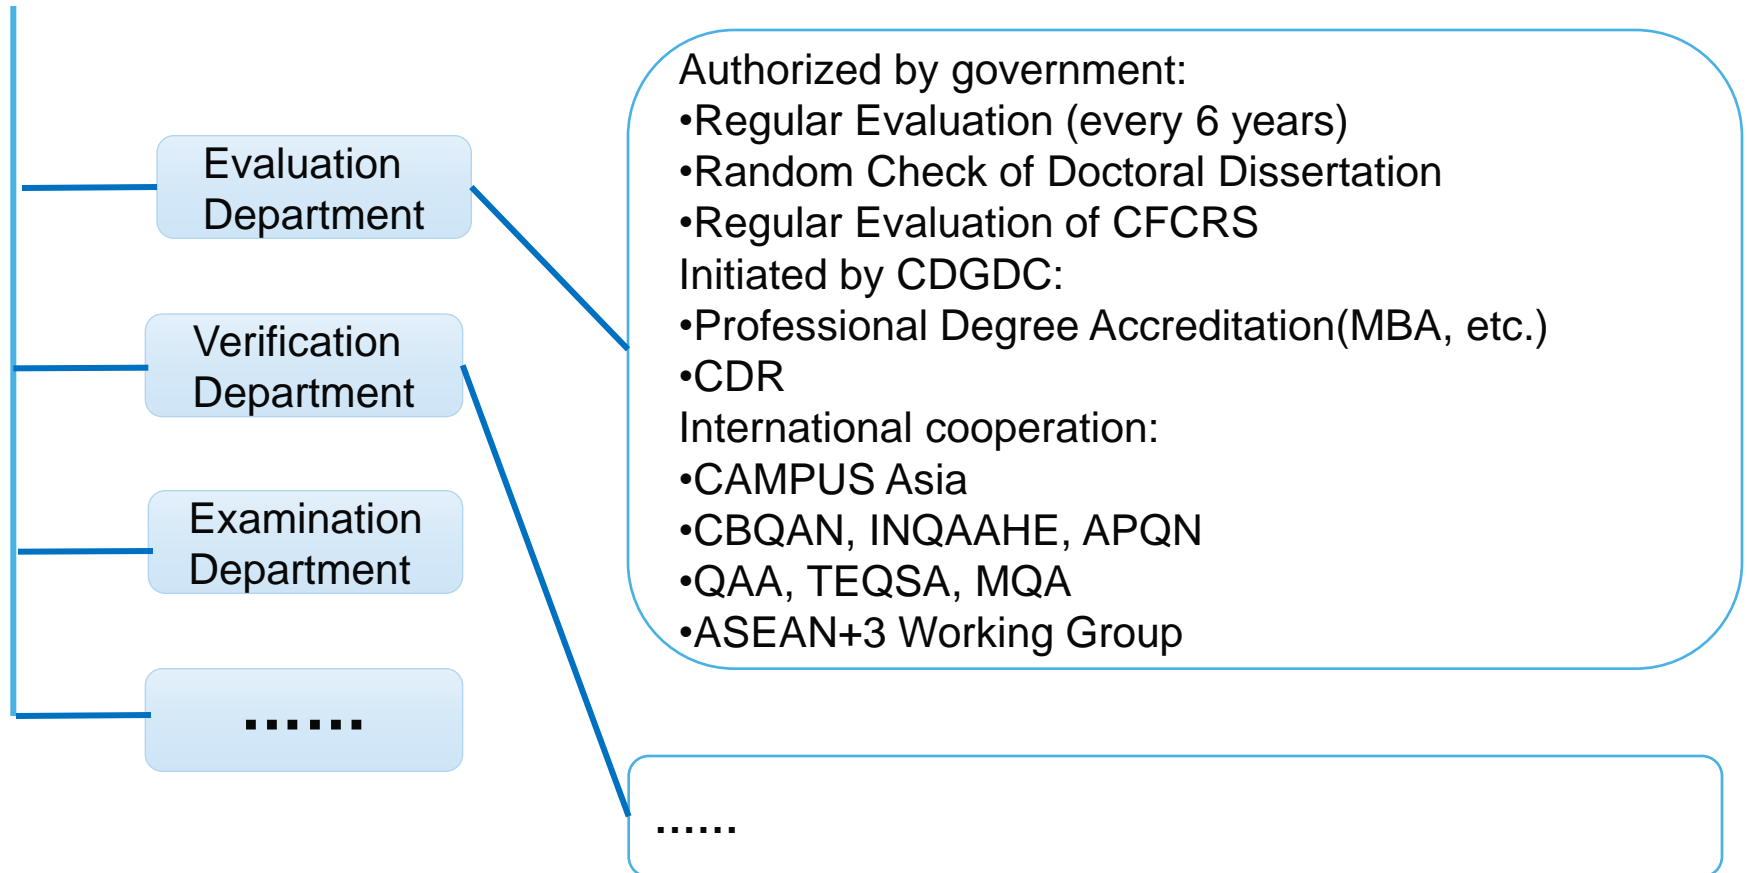 Evaluation
Department
Verification
Department
Examination
Department
......
Authorized by government:
•Regular Evaluation (every 6 years)
•Random Check of Doctoral Dissertation
•Regular Evaluation of CFCRS
Initiated by CDGDC:
•Professional Degree Accreditation(MBA, etc.)
•CDR
International cooperation:
•CAMPUS Asia
•CBQAN, INQAAHE, APQN
•QAA, TEQSA, MQA
•ASEAN+3 Working Group
......